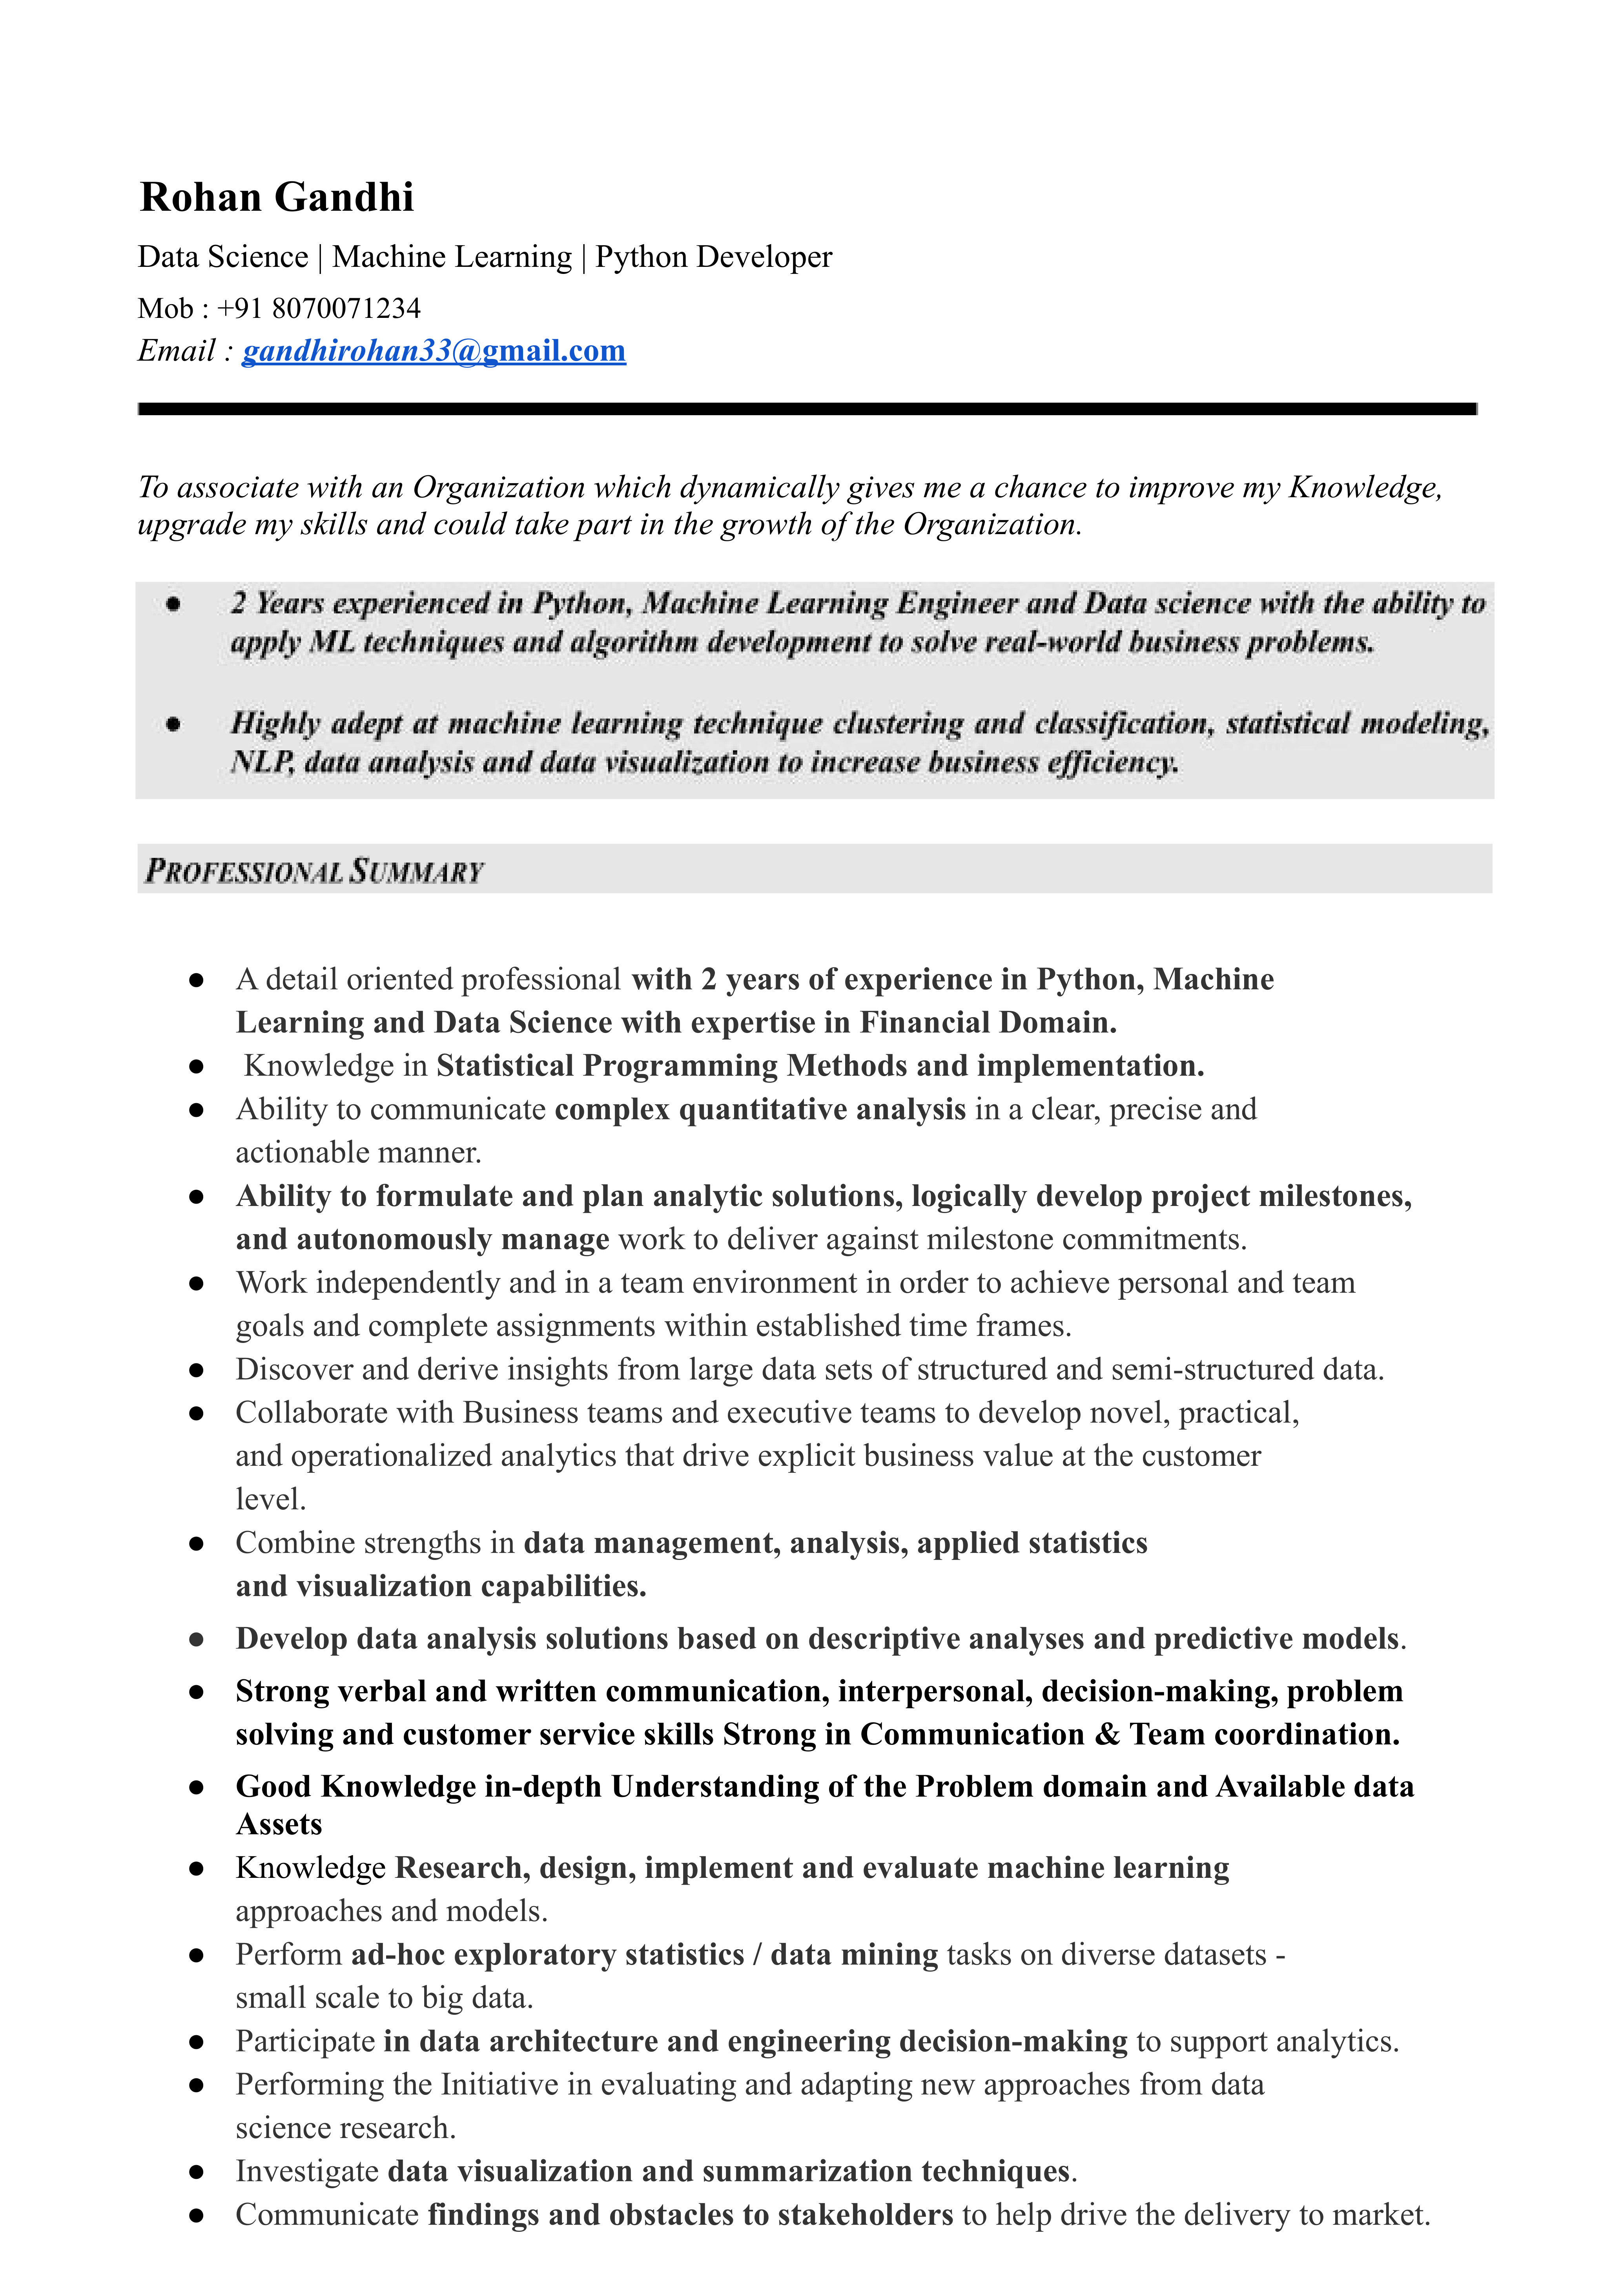 Rohan Gandhi
Data Science | Machine Learning | Python Developer
Mob : +91 8070071234
Email : gandhirohan33@gmail.com
To associate with an Organization which dynamically gives me a chance to improve my Knowledge,
upgrade my skills and could take part in the growth of the Organization.
● 2 Years experienced in Python, Machine Learning Engineer and Data science with the ability to
apply ML techniques and algorithm development to solve real-world business problems.
● Highly adept at machine learning technique clustering and classification, statistical modeling,
NLP, data analysis and data visualization to increase business efficiency.
PROFESSIONAL SUMMARY
● A detail oriented professional with 2 years of experience in Python, Machine
Learning and Data Science with expertise in Financial Domain.
● Knowledge in Statistical Programming Methods and implementation.
● Ability to communicate complex quantitative analysis in a clear, precise and
actionable manner.
● Ability to formulate and plan analytic solutions, logically develop project milestones,
and autonomously manage work to deliver against milestone commitments.
● Work independently and in a team environment in order to achieve personal and team
goals and complete assignments within established time frames.
● Discover and derive insights from large data sets of structured and semi-structured data.
● Collaborate with Business teams and executive teams to develop novel, practical,
and operationalized analytics that drive explicit business value at the customer
level.
● Combine strengths in data management, analysis, applied statistics
and visualization capabilities.
● Develop data analysis solutions based on descriptive analyses and predictive models.
● Strong verbal and written communication, interpersonal, decision-making, problem
solving and customer service skills Strong in Communication & Team coordination.
● Good Knowledge in-depth Understanding of the Problem domain and Available data
Assets
● Knowledge Research, design, implement and evaluate machine learning
approaches and models.
● Perform ad-hoc exploratory statistics / data mining tasks on diverse datasets -
small scale to big data.
● Participate in data architecture and engineering decision-making to support analytics.
● Performing the Initiative in evaluating and adapting new approaches from data
science research.
● Investigate data visualization and summarization techniques.
● Communicate findings and obstacles to stakeholders to help drive the delivery to market.